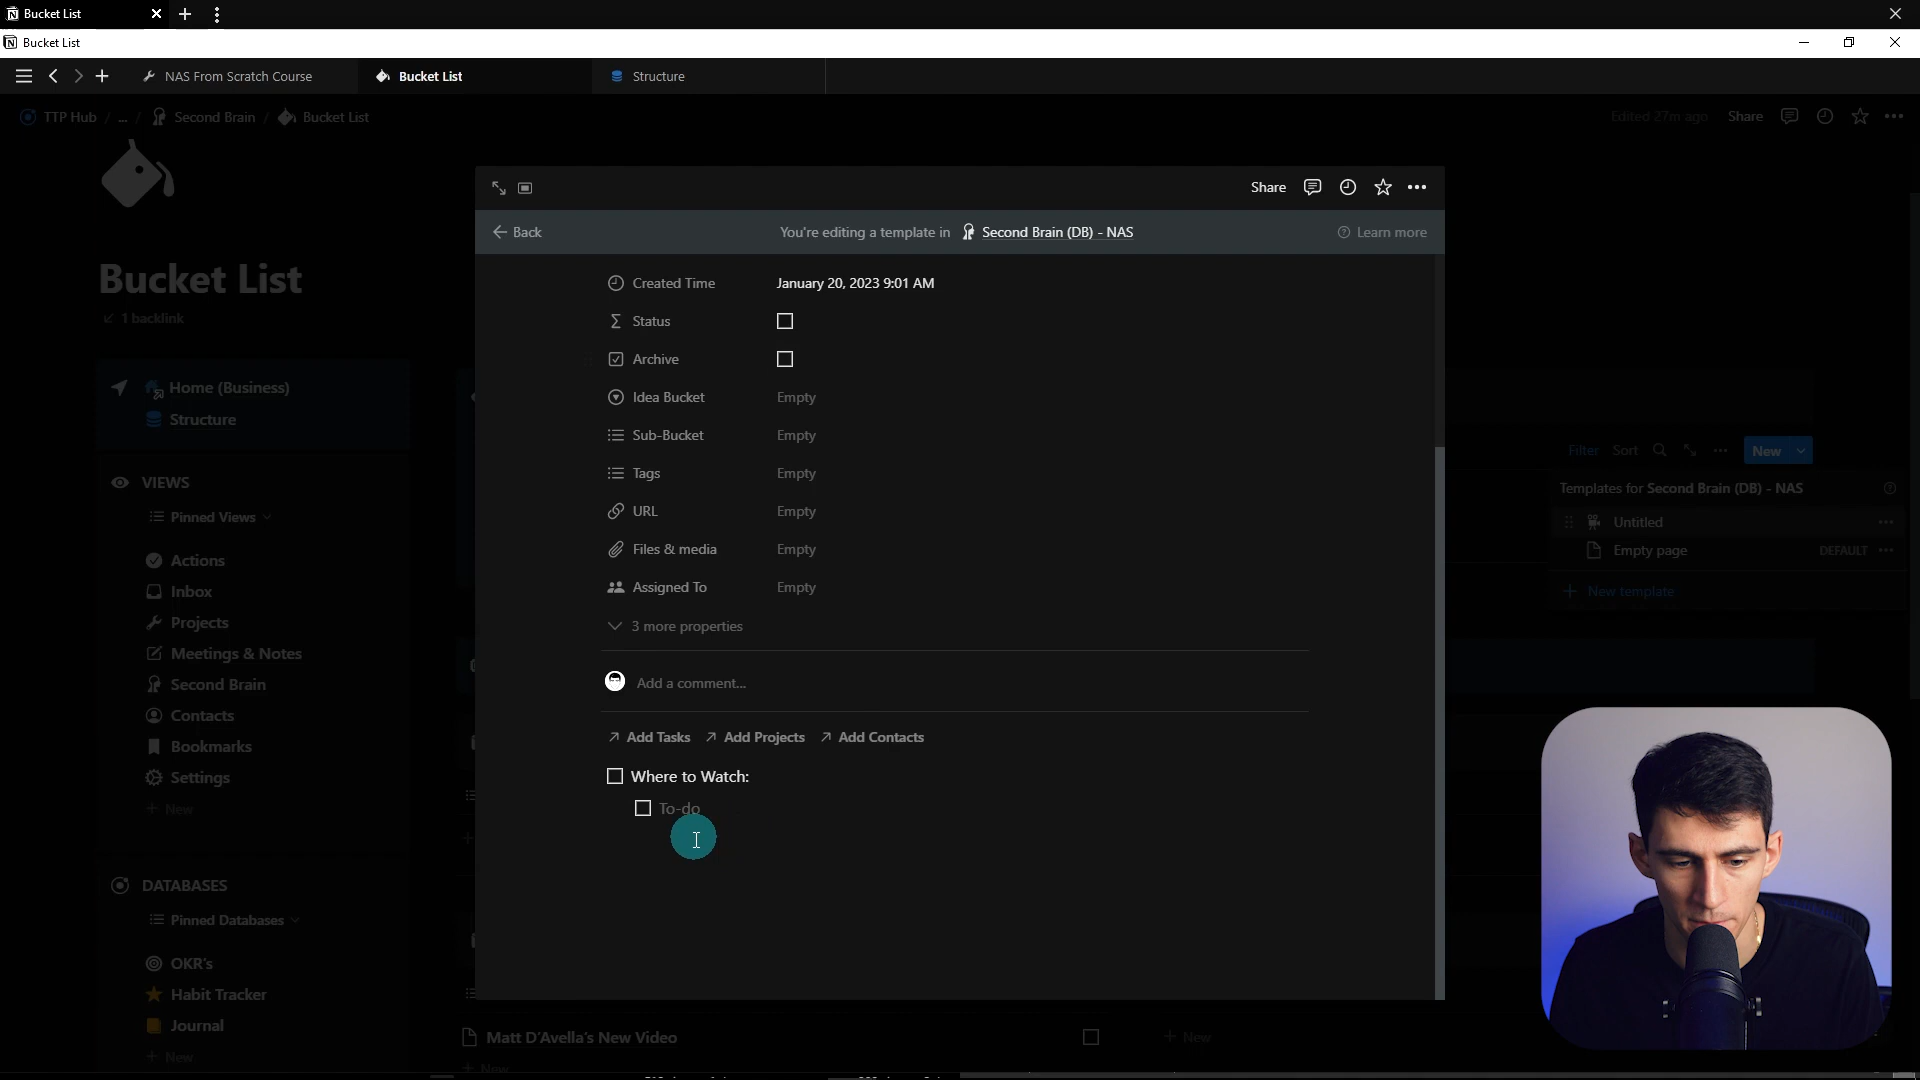 Bucket List
Bucket List
NAS From Scratch Course
Bucket List
Structure
TTP Hub / ... / Second Brain / Bucket List
Edited 27m ago
Share
Share
Back
You're editing a template in Second Brain (DB) - NAS
Learn more
Bucket List
1 backlink
Home (Business)
Structure
VIEWS
Pinned Views
Actions
Inbox
Projects
Meetings & Notes
Second Brain
Contacts
Bookmarks
Settings
+ New
DATABASES
Pinned Databases
OKR's
Habit Tracker
Journal
+ New
Created Time January 20, 2023 9:01 AM
Status
Archive
Idea Bucket Empty
Sub-Bucket Empty
Tags Empty
URL Empty
Files & media Empty
Assigned To Empty
3 more properties
Add a comment...
Add Tasks Add Projects Add Contacts
Where to Watch:
To-do
Filter Sort New
Templates for Second Brain (DB) - NAS
Untitled
Empty page DEFAULT
+ New template
Matt D'Avella's New Video
+ New
+ New